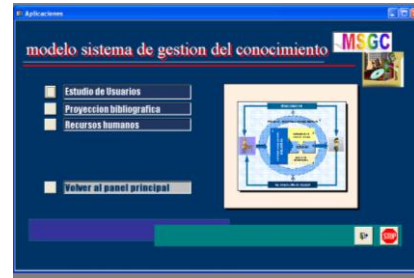 Aplicaciones
modelo sistema de gestion del conocimiento
MSGC
Estudio de Usuarios
Proyeccion bibliografica
Recursos humanos
Volver al panel principal
STOP